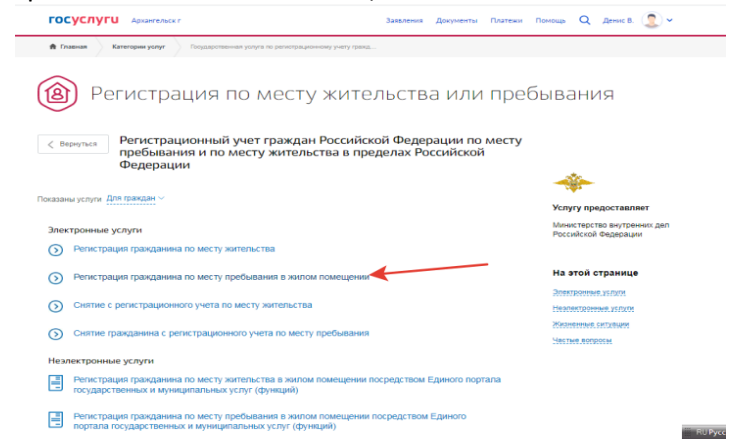 госуслуги Архангельск г Заявления Документы Платежи Помощь Денис В.
Главная Категории услуг Государственная услуга по регистрационному учету гражд...
Регистрация по месту жительства или пребывания
Вернуться
Регистрационный учет граждан Российской Федерации по месту
пребывания и по месту жительства в пределах Российской
Федерации
Показаны услуги Для граждан
Услугу предоставляет
Министерство внутренних дел
Российской Федерации
Электронные услуги
Регистрация гражданина по месту жительства
Регистрация гражданина по месту пребывания в жилом помещении
Снятие с регистрационного учета по месту жительства
Снятие гражданина с регистрационного учета по месту пребывания
На этой странице
Электронные услуги
Неэлектронные услуги
Жизненные ситуации
Частые вопросы
Неэлектронные услуги
Регистрация гражданина по месту жительства в жилом помещении посредством Единого портала
государственных и муниципальных услуг (функций)
Регистрация гражданина по месту пребывания в жилом помещении посредством Единого
портала государственных и муниципальных услуг (функций)
RU Русс